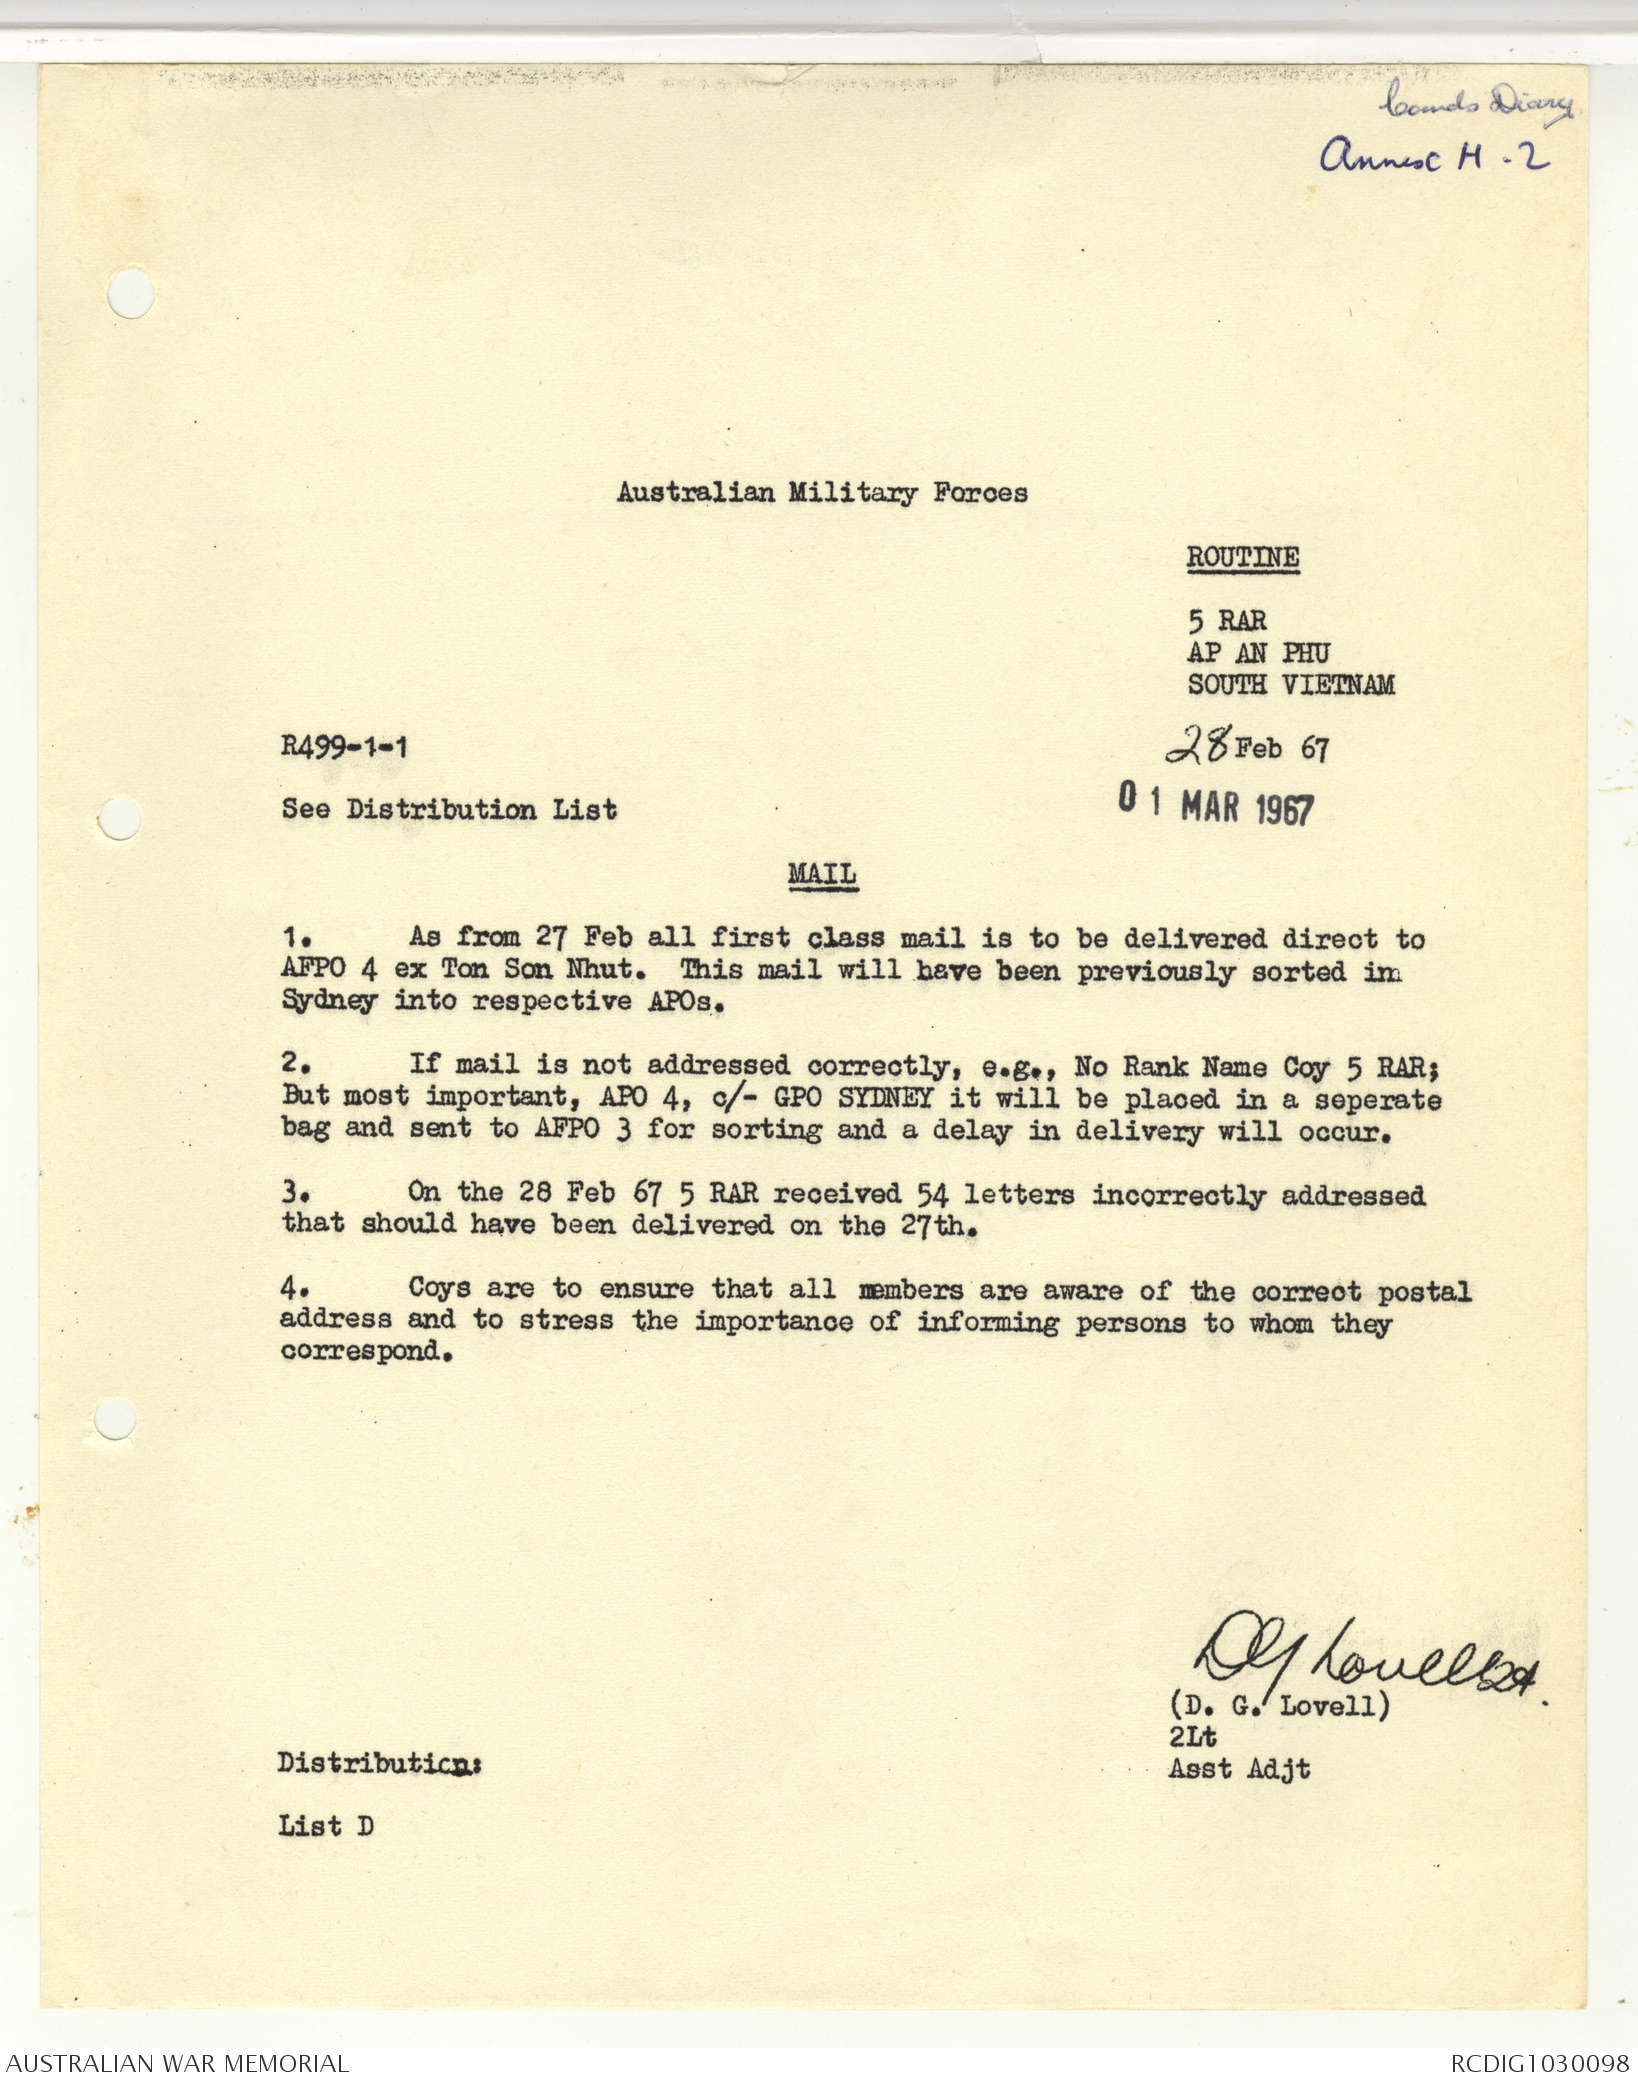 Comds Diary
Annex H-2
Australian Military Forces
ROUTINE
5 RAR
AP AN PHU
SOUTH VIETNAM
R499-1-1
28 Feb 67
See Distribution List
01 MAR 1967
MAIL
1. As from 27 Feb all first class mail is to be delivered direct to
AFPO 4 ex Ton Son Nhut. This mail will have been previously sorted in
Sydney into respective APOs.
2. If mail is not addressed correctly, e.g., No Rank Name Coy 5 RAR;
But most important, APO 4, c/- GPO SYDNEY it will be placed in a seperate
bag and sent to AFPO 3 for sorting and a delay in delivery will occur.
3. On the 28 Feb 67 5 RAR received 54 letters incorrectly addressed
that should have been delivered on the 27th.
4. Coys are to ensure that all members are aware of the correct postal
address and to stress the importance of informing persons to whom they
correspond.
DG Lovell 2Lt.
(D. G. Lovell)
2Lt
Asst Adjt
Distribution:
List D
AUSTRALIAN WAR MEMORIAL
RCDIG1030098